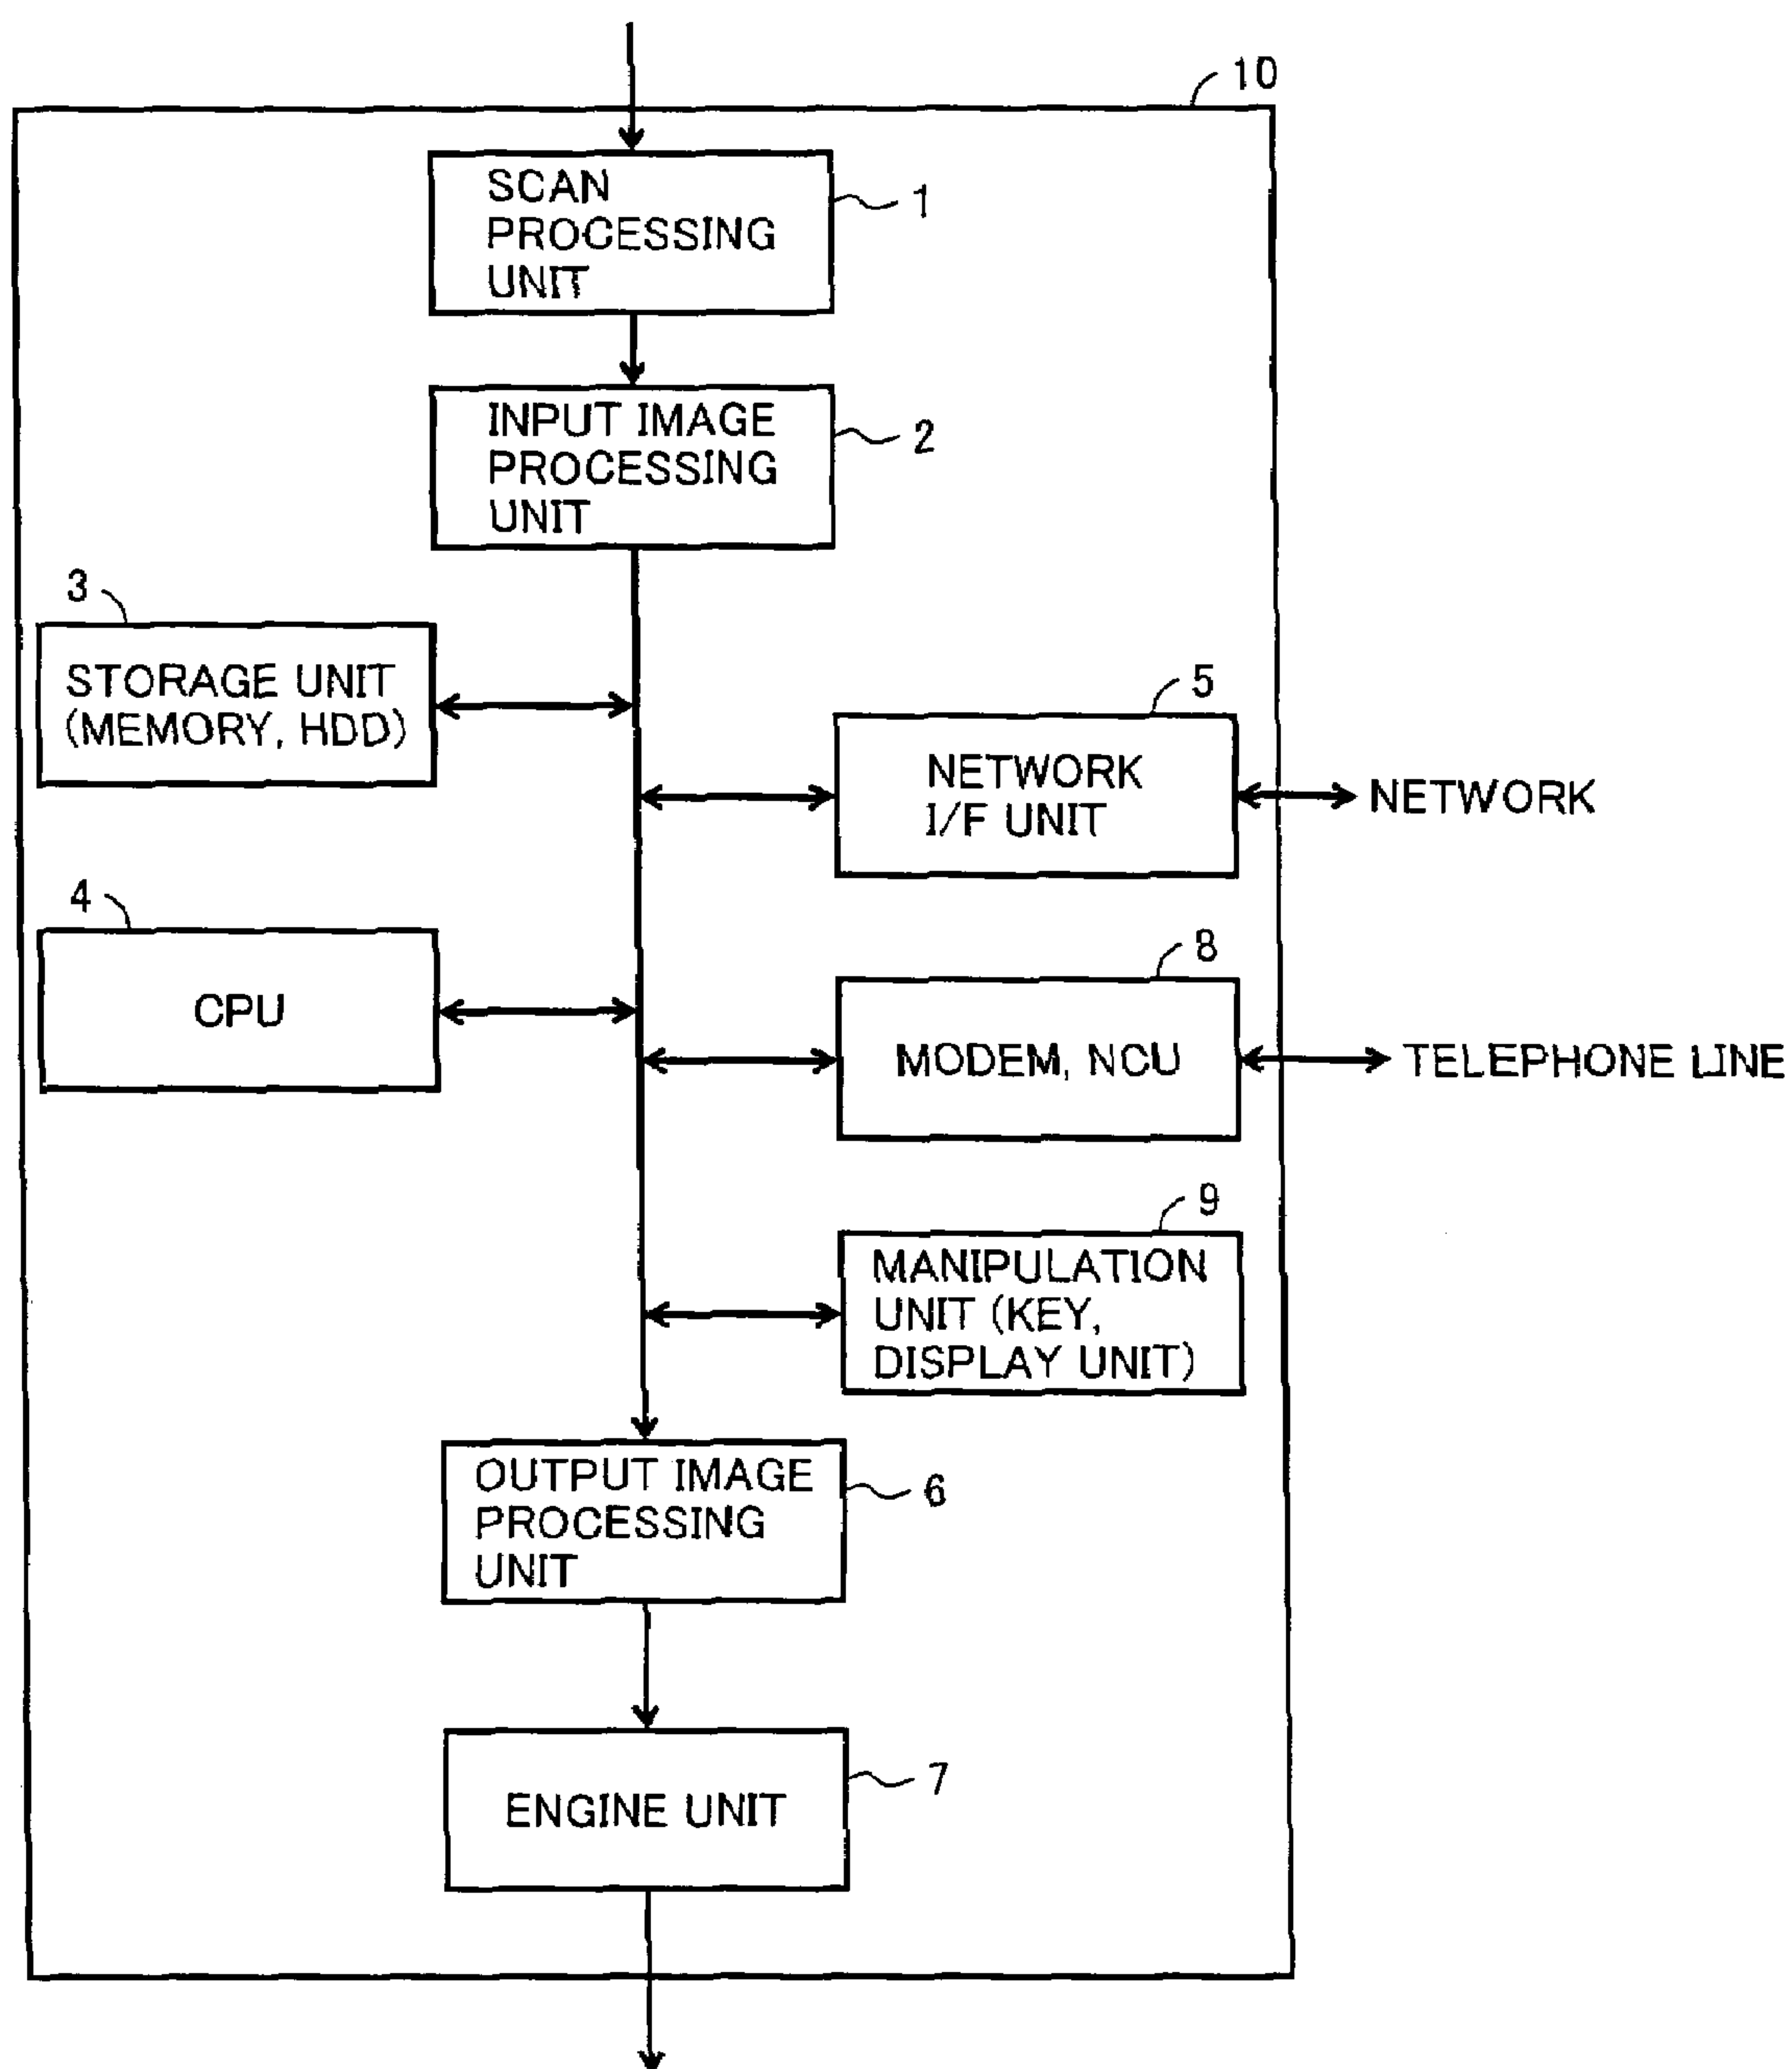 10
SCAN
PROCESSING
UNIT
1
INPUT IMAGE
PROCESSING
UNIT
2
3
STORAGE UNIT
(MEMORY, HDD)
5
NETWORK
I/F UNIT
NETWORK
4
CPU
8
MODEM, NCU
TELEPHONE LINE
9
MANIPULATION
UNIT (KEY,
DISPLAY UNIT)
OUTPUT IMAGE
PROCESSING
UNIT
6
ENGINE UNIT
7